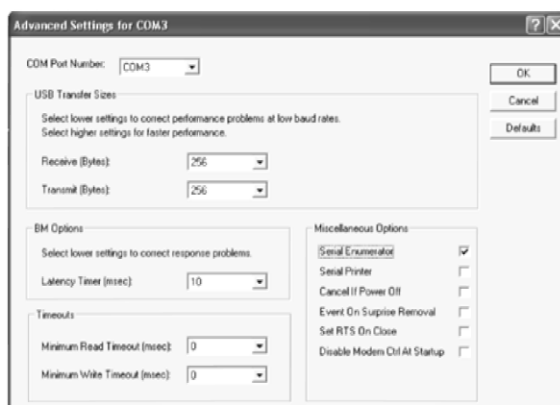 Advanced Settings for COM3
COM Port Number: COM3
OK
Cancel
Defaults
USB Transfer Sizes
Select lower settings to correct performance problems at low baud rates.
Select higher settings for faster performance.
Receive (Bytes): 256
Transmit (Bytes): 256
BM Options
Select lower settings to correct response problems.
Latency Timer (msec): 10
Timeouts
Minimum Read Timeout (msec): 0
Minimum Write Timeout (msec): 0
Miscellaneous Options
Serial Enumerator
Serial Printer
Cancel If Power Off
Event On Surprise Removal
Set RTS On Close
Disable Modem Ctrl At Startup